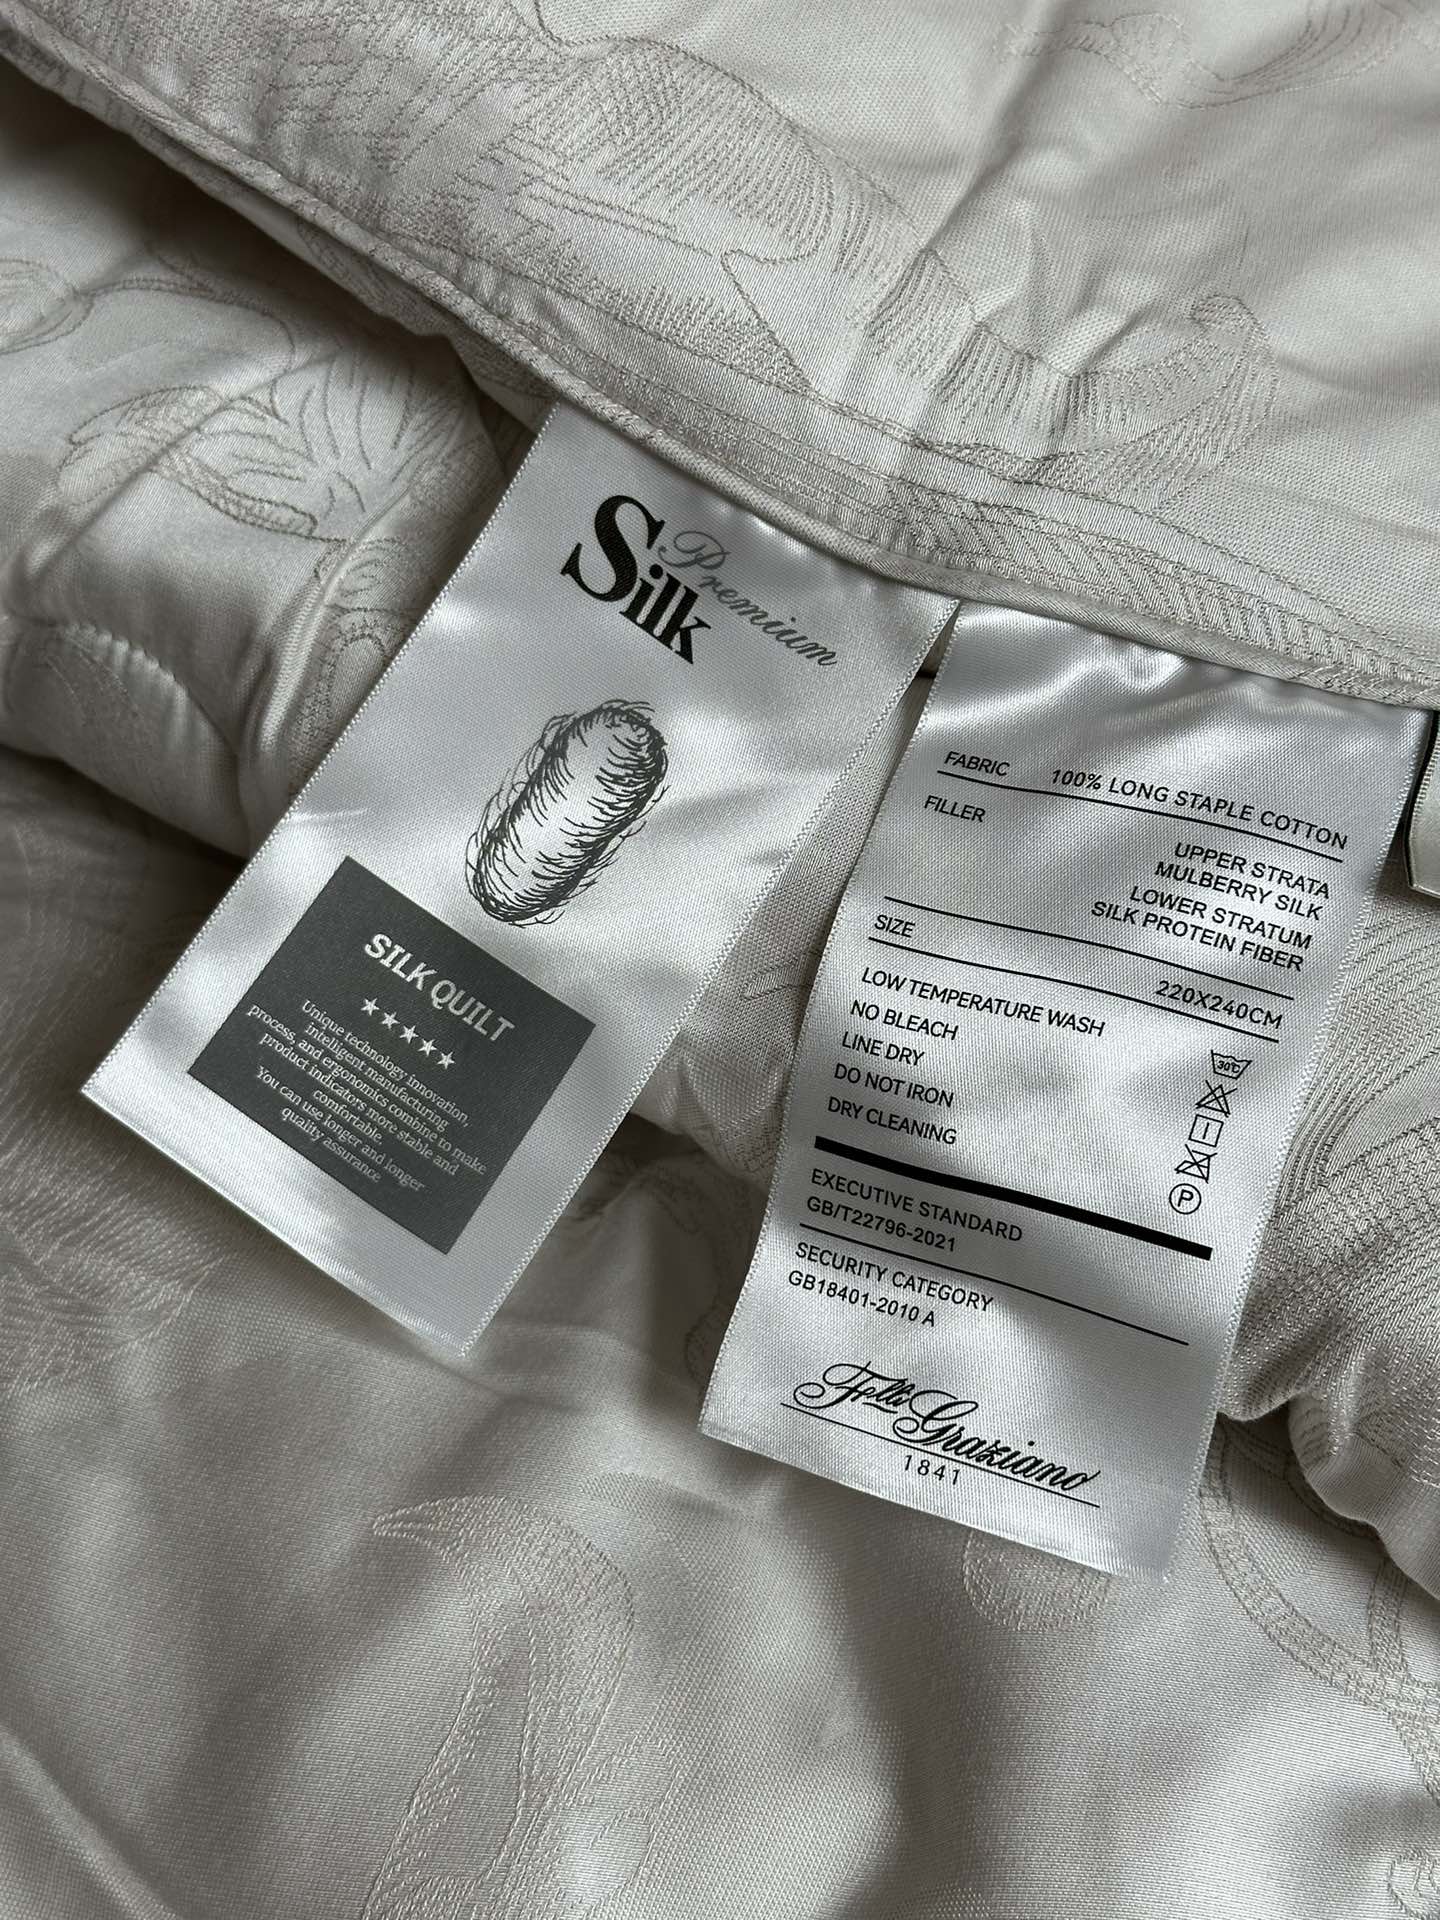 Premium
Silk
SILK QUILT
Unique technology innovation,
intelligent manufacturing
process, and ergonomics combine to make
product indicators more stable and
comfortable.
You can use longer and longer
quality assurance
FABRIC 100% LONG STAPLE COTTON
FILLER
UPPER STRATA
MULBERRY SILK
LOWER STRATUM
SILK PROTEIN FIBER
SIZE 220X240CM
LOW TEMPERATURE WASH
30℃
NO BLEACH
LINE DRY
DO NOT IRON
DRY CLEANING
P
EXECUTIVE STANDARD
GB/T22796-2021
SECURITY CATEGORY
GB18401-2010 A
Flli Graziano
1841